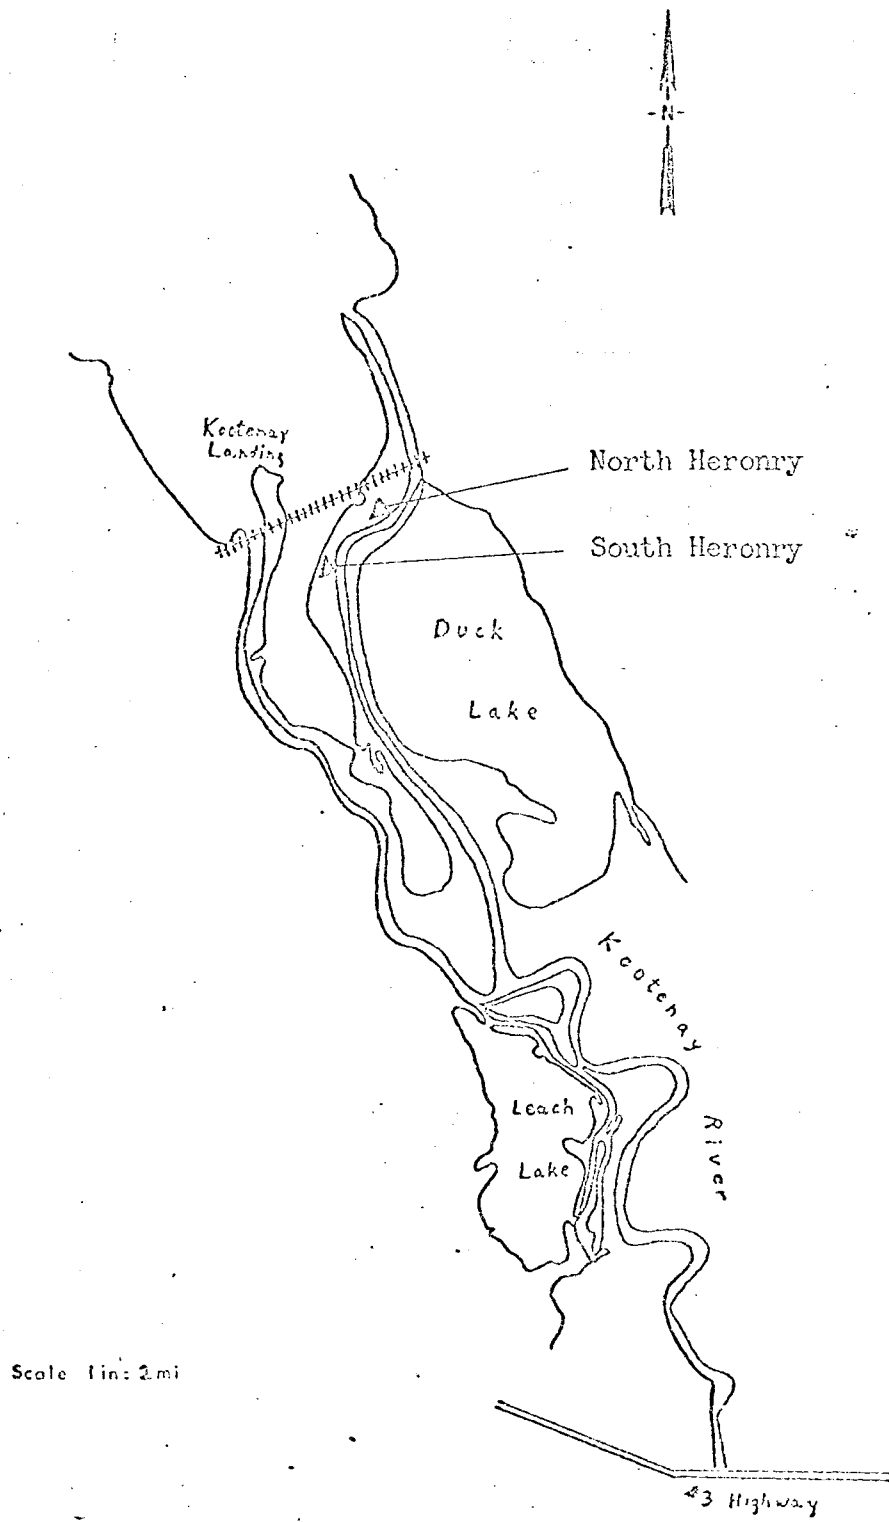 -N-
Kootenay
Landing
North Heronry
South Heronry
Duck
Lake
Kootenay
River
Leach
Lake
Scale 1in: 2mi
#3 Highway